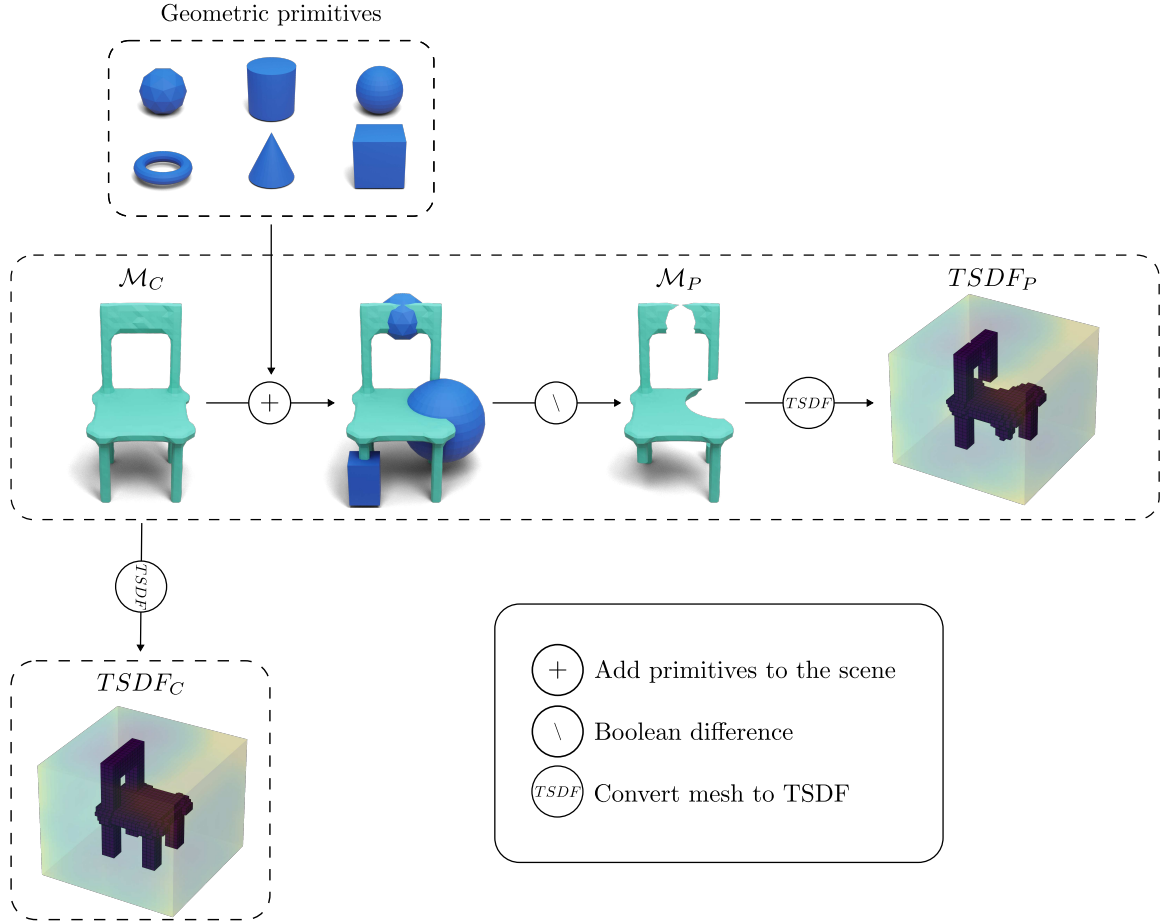 Geometric primitives
M_C
M_P
TSDF_P
+
\
TSDF
TSDF
TSDF_C
+ Add primitives to the scene
\ Boolean difference
TSDF Convert mesh to TSDF